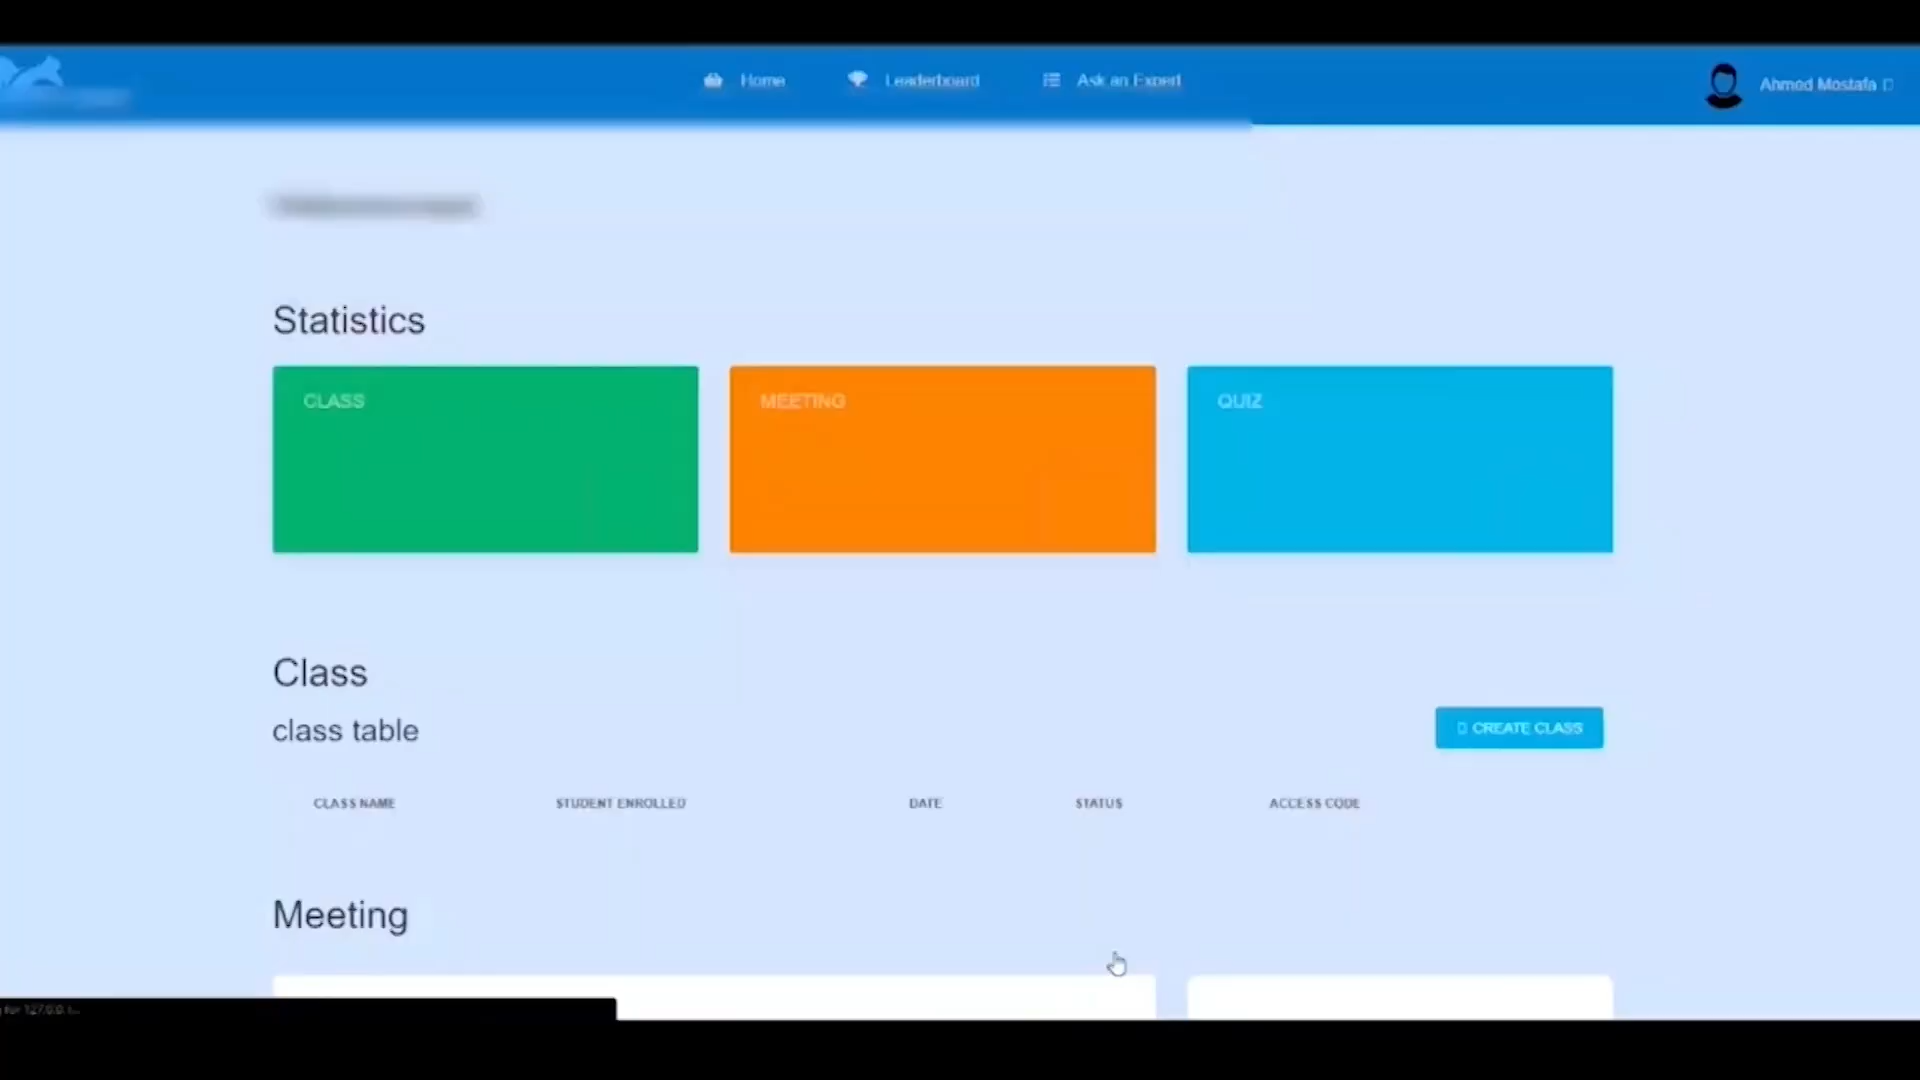 Home
Leaderboard
Ask an Expert
Ahmed Mostafa
Statistics
CLASS
MEETING
QUIZ
Class
class table
CREATE CLASS
CLASS NAME
STUDENT ENROLLED
DATE
STATUS
ACCESS CODE
Meeting